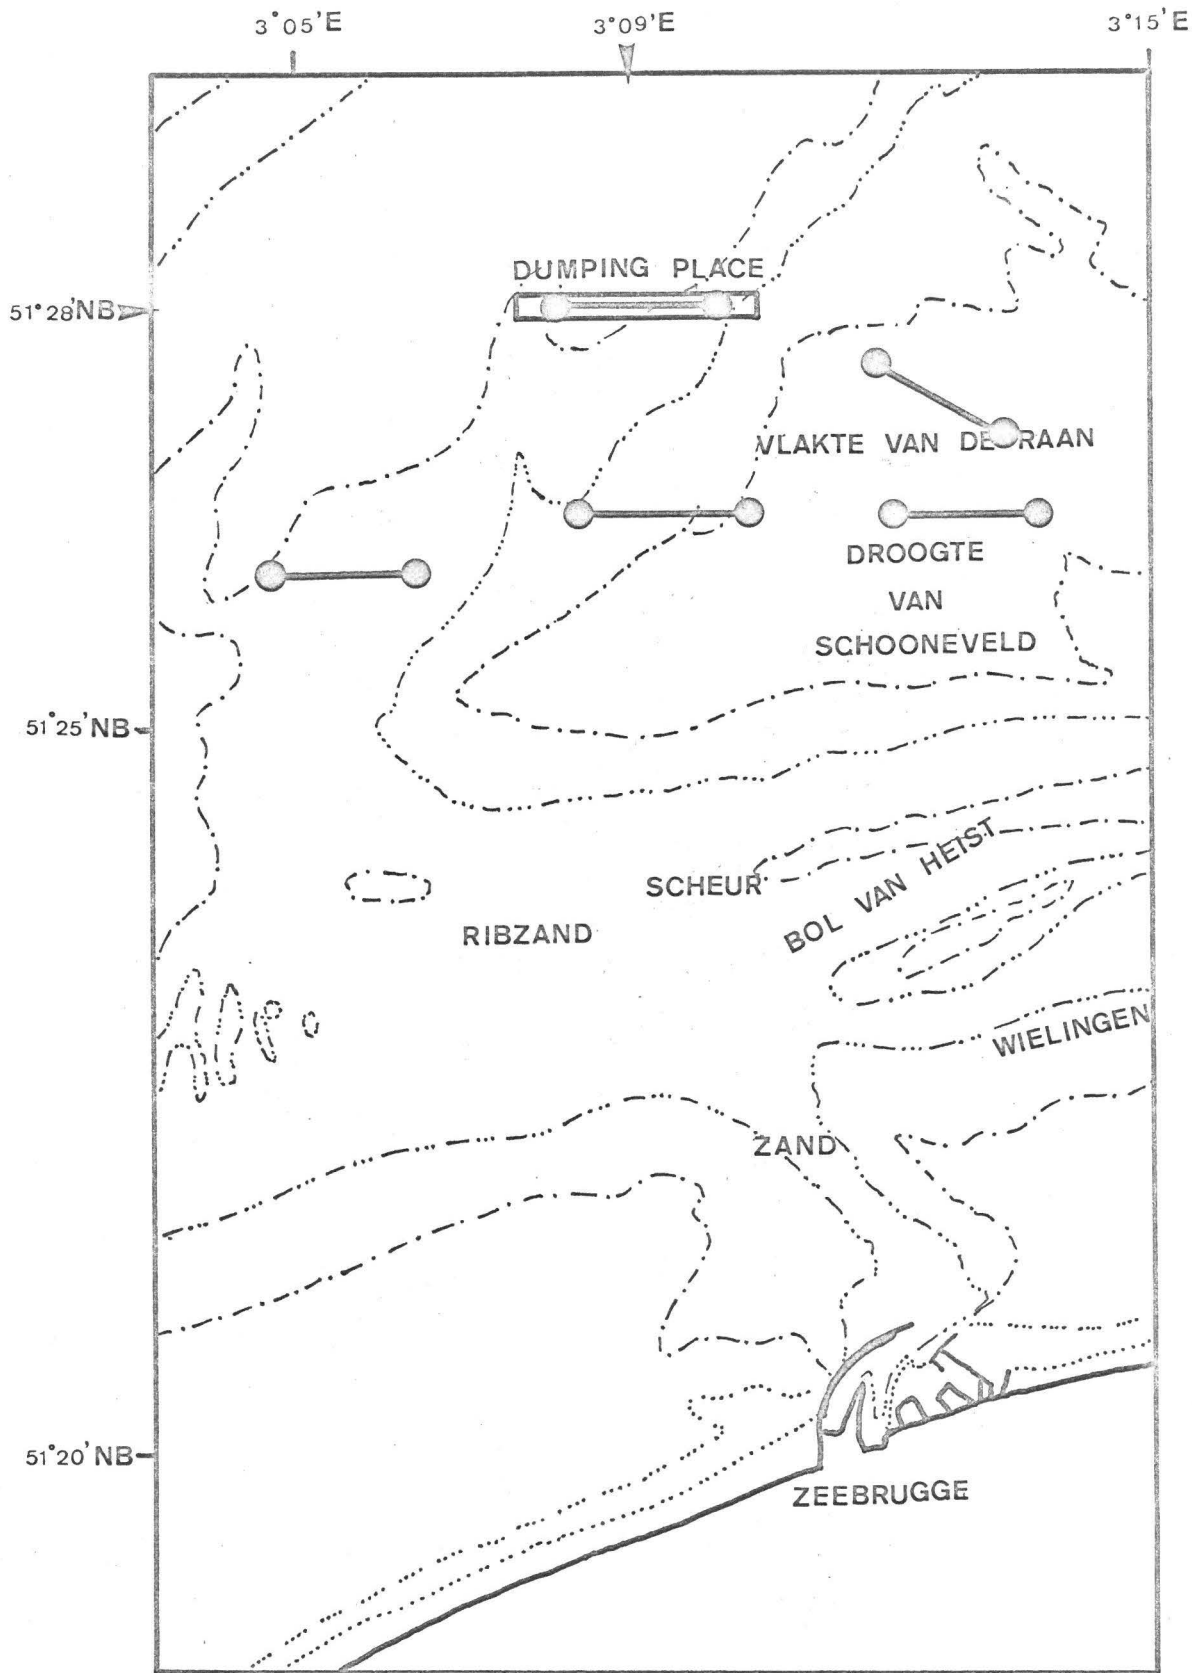 3°05'E
3°09'E
3°15'E
DUMPING PLACE
51°28'NB
VLAKTE VAN DE RAAN
DROOGTE
VAN
SCHOONEVELD
51°25'NB
SCHEUR
BOL VAN HEIST
RIBZAND
WIELINGEN
ZAND
51°20'NB
ZEEBRUGGE